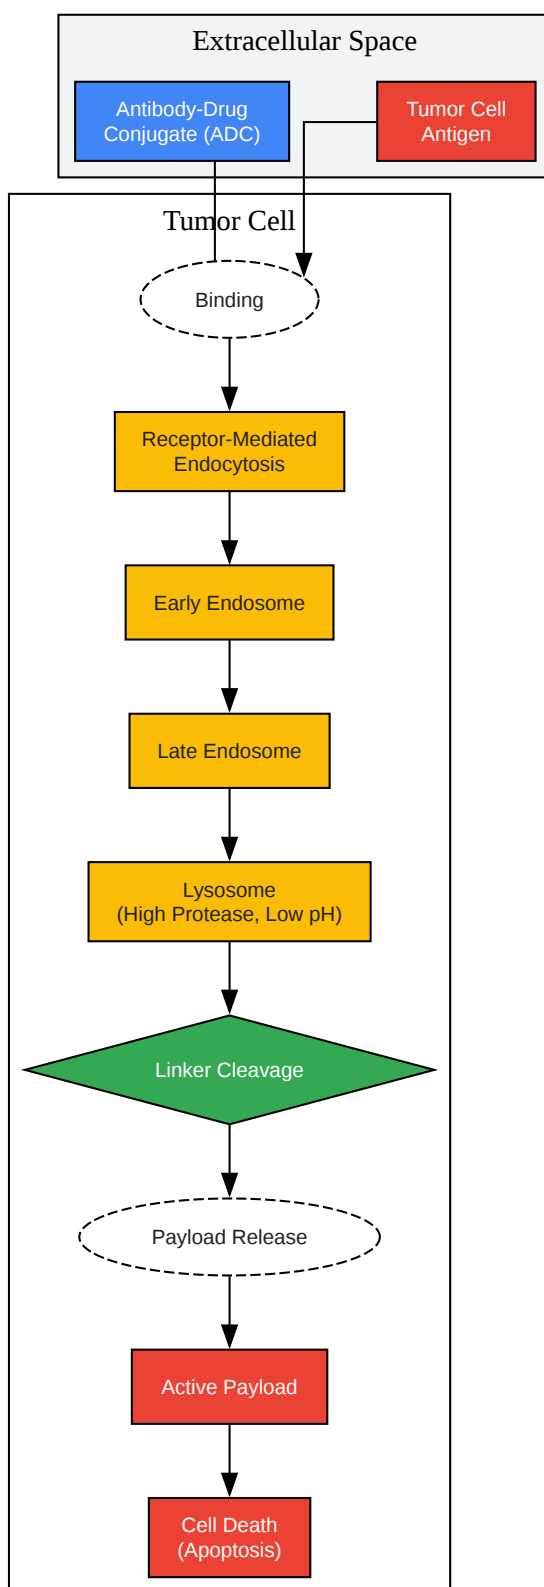 Extracellular Space
Antibody-Drug
Conjugate (ADC)
Tumor Cell
Antigen
Tumor Cell
Binding
Receptor-Mediated
Endocytosis
Early Endosome
Late Endosome
Lysosome
(High Protease, Low pH)
Linker Cleavage
Payload Release
Active Payload
Cell Death
(Apoptosis)